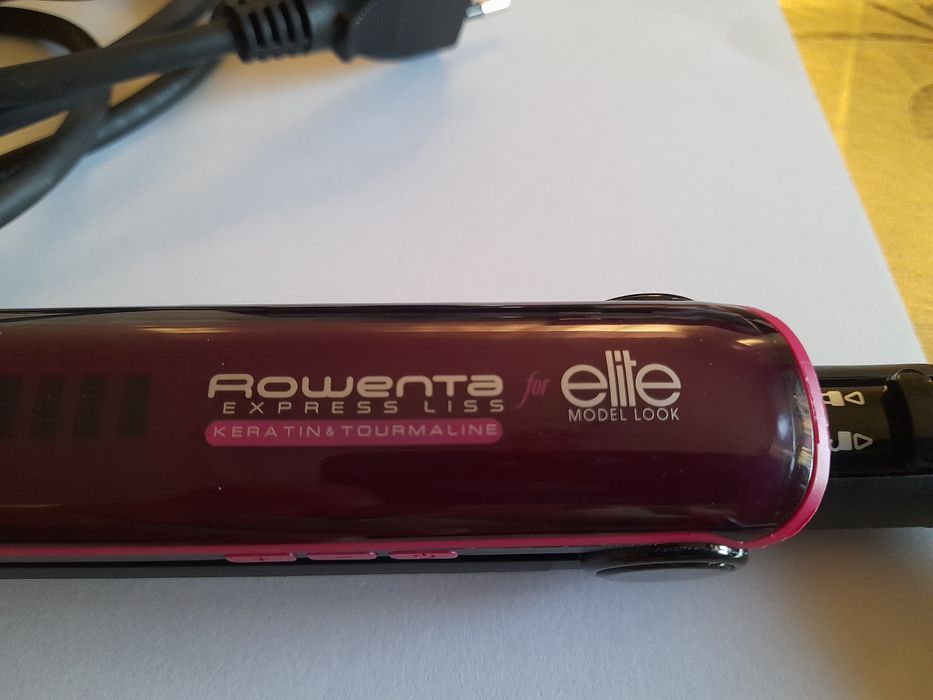 Rowenta for elite
EXPRESS LISS MODEL LOOK
KERATIN & TOURMALINE
+